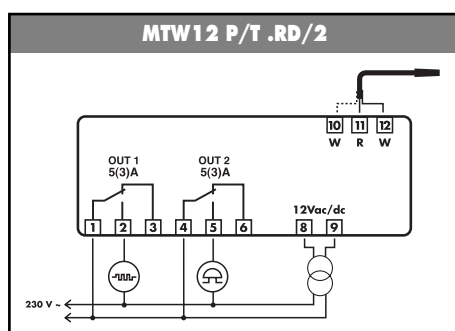 MTW12 P/T .RD/2
10 11 12
W R W
OUT 1 OUT 2
5(3)A 5(3)A
12Vac/dc
1 2 3 4 5 6 8 9
230 V ~